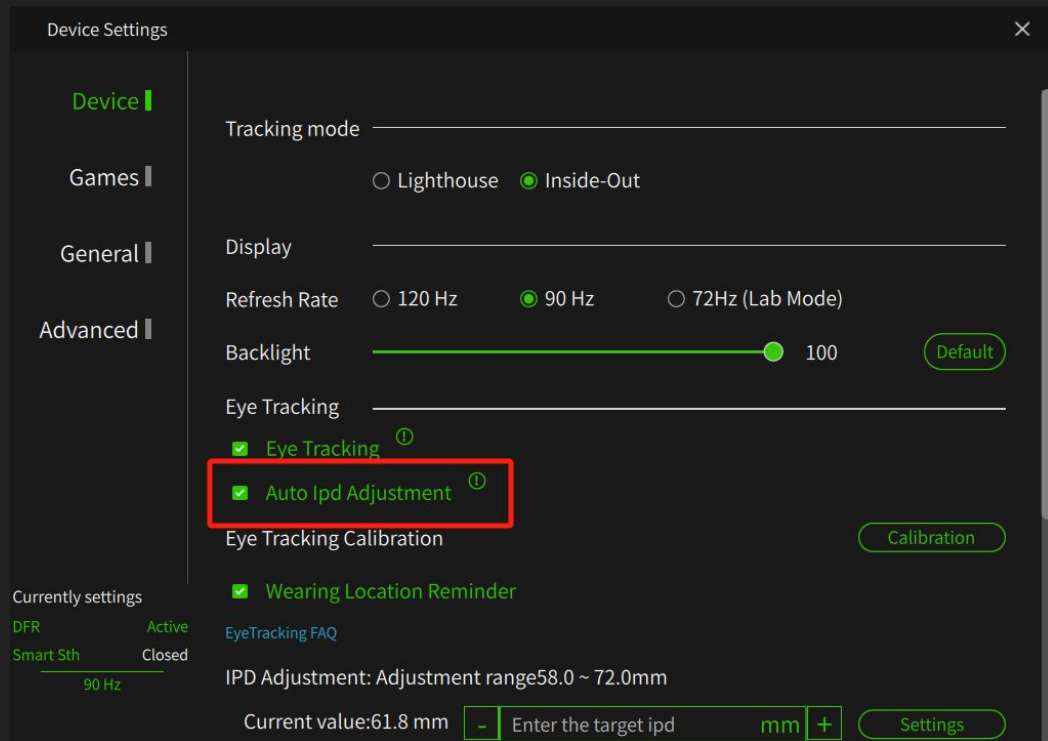 Device Settings
Device
Games
General
Advanced
Currently settings
DFR Active
Smart Sth Closed
90 Hz
Tracking mode
Lighthouse Inside-Out
Display
Refresh Rate 120 Hz 90 Hz 72Hz (Lab Mode)
Backlight 100 Default
Eye Tracking
Eye Tracking
Auto Ipd Adjustment
Eye Tracking Calibration Calibration
Wearing Location Reminder
EyeTracking FAQ
IPD Adjustment: Adjustment range58.0 ~ 72.0mm
Current value:61.8 mm - Enter the target ipd mm + Settings